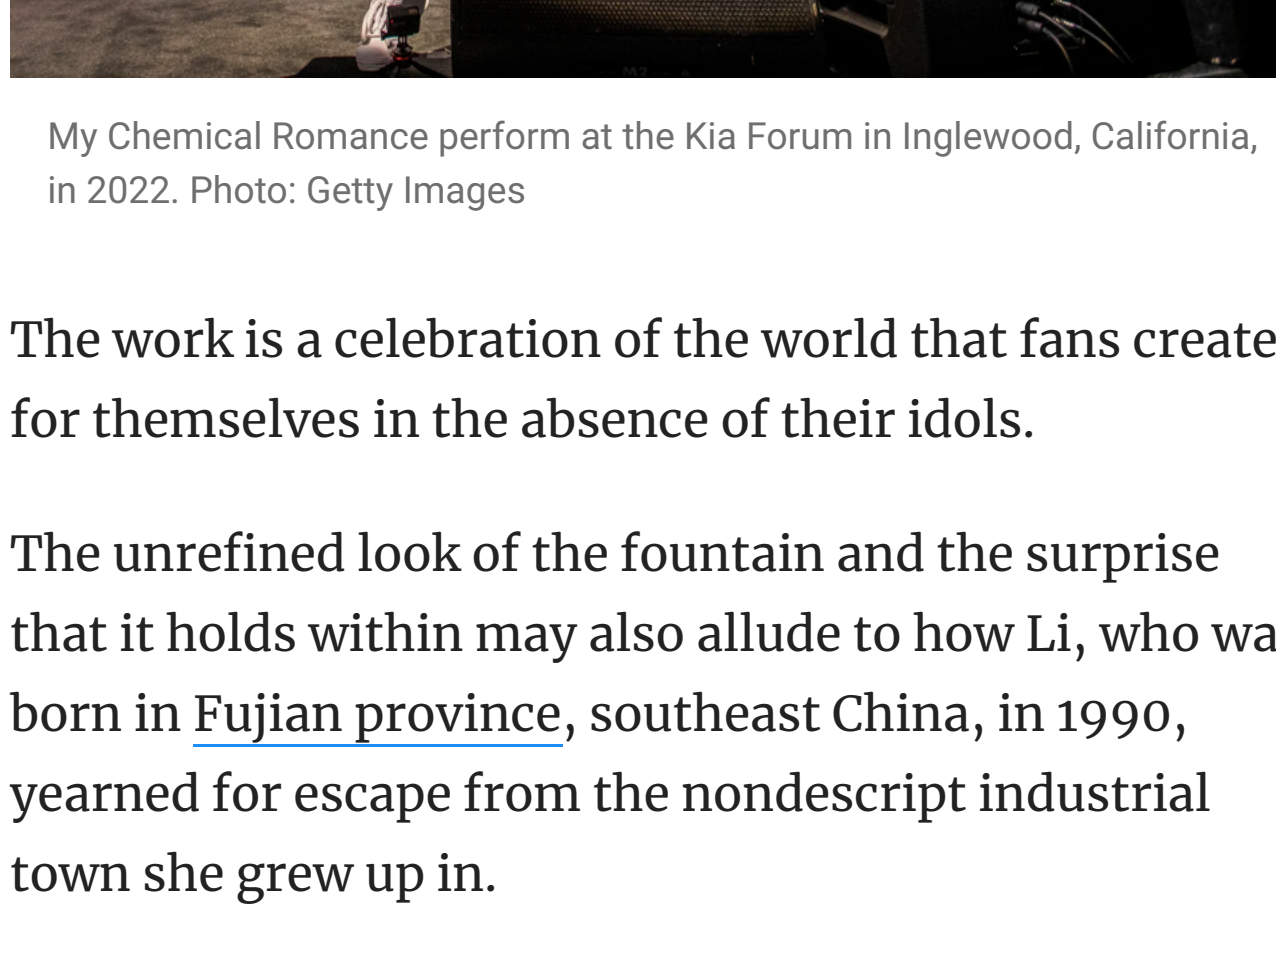 My Chemical Romance perform at the Kia Forum in Inglewood, California,
in 2022. Photo: Getty Images
The work is a celebration of the world that fans create
for themselves in the absence of their idols.
The unrefined look of the fountain and the surprise
that it holds within may also allude to how Li, who wa
born in Fujian province, southeast China, in 1990,
yearned for escape from the nondescript industrial
town she grew up in.